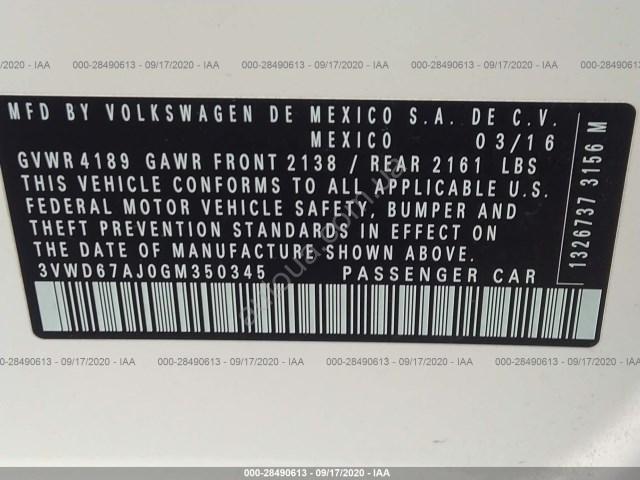 000-28490613 - 09/17/2020 - IAA
MFD BY VOLKSWAGEN DE MEXICO S.A. DE C.V.
MEXICO 03/16
GVWR 4189 GAWR FRONT 2138 / REAR 2161 LBS
THIS VEHICLE CONFORMS TO ALL APPLICABLE U.S.
FEDERAL MOTOR VEHICLE SAFETY, BUMPER AND
THEFT PREVENTION STANDARDS IN EFFECT ON
THE DATE OF MANUFACTURE SHOWN ABOVE.
3VWD67AJ0GM350345 PASSENGER CAR
1326737 3156 M
000-28490613 - 09/17/2020 - IAA
000-28490613 - 09/17/2020 - IAA